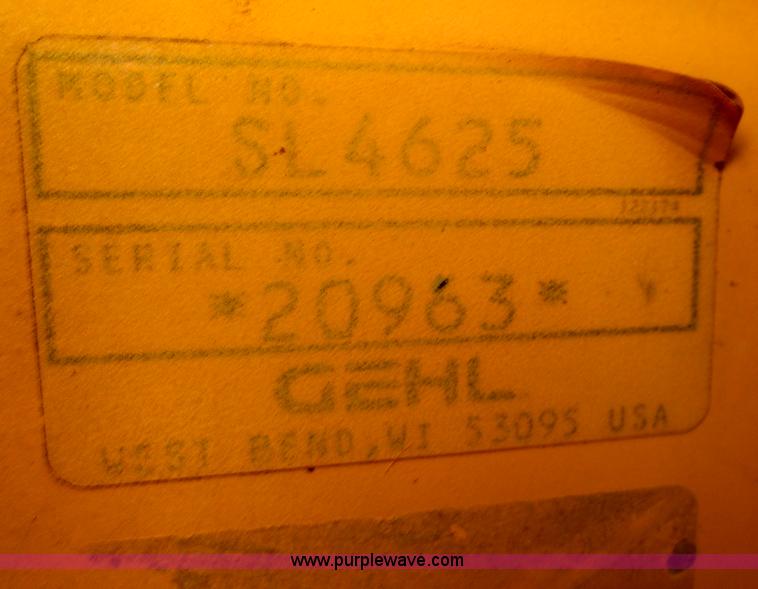 MODEL NO.
SL4625
SERIAL NO.
*20963*
GEHL
WEST BEND,WI 53095 USA
www.purplewave.com